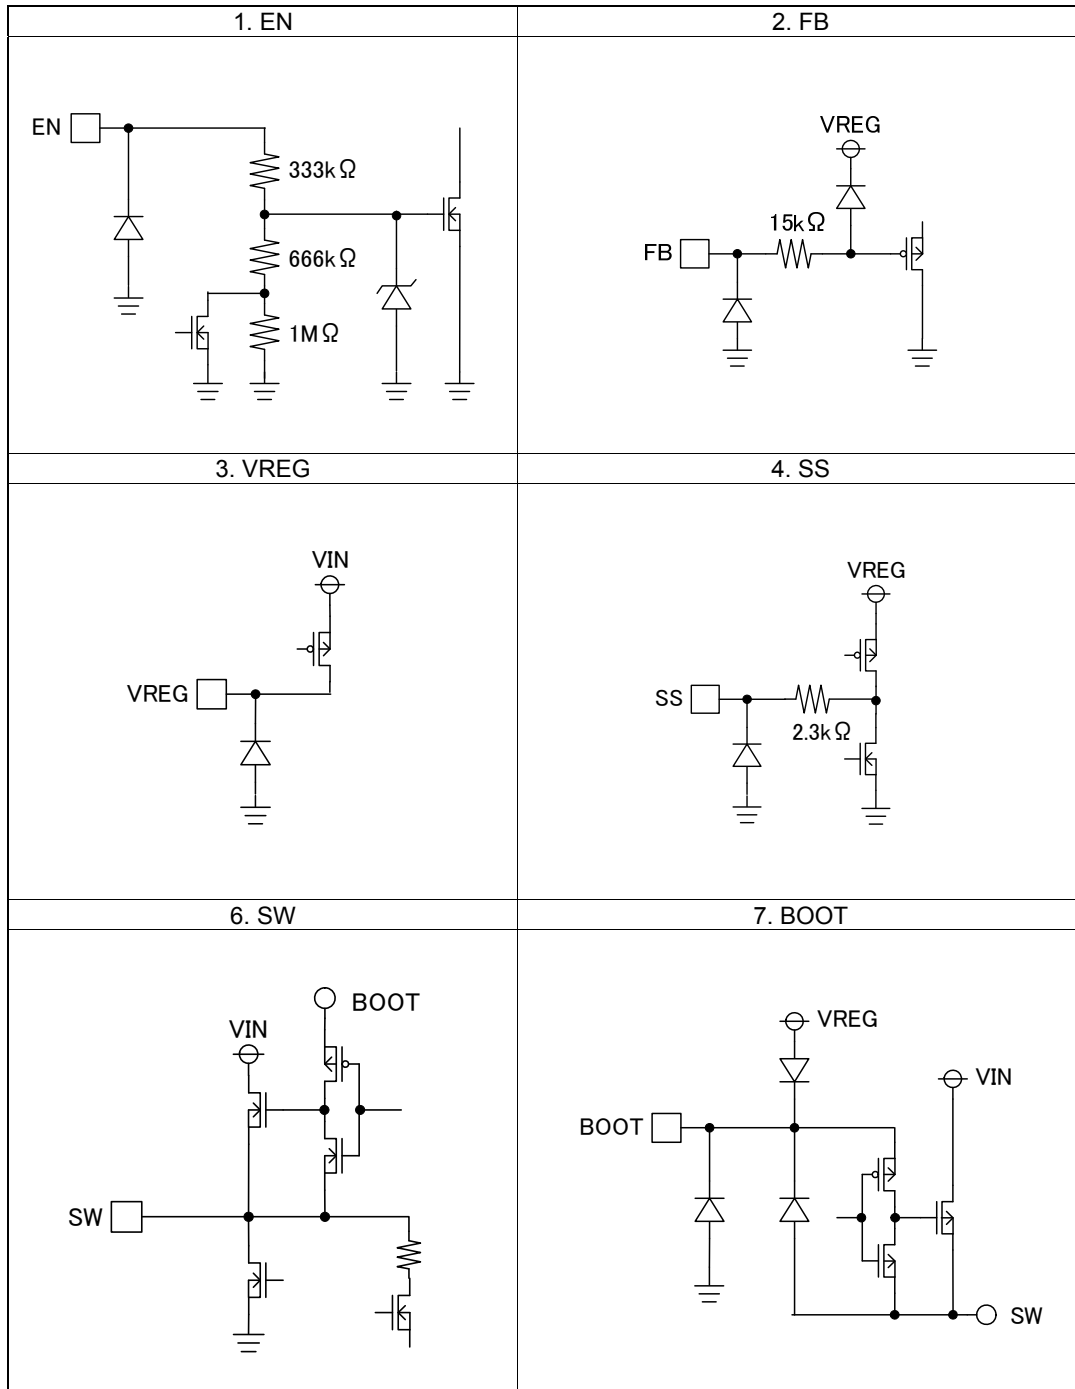 1. EN
2. FB
EN
333kΩ
666kΩ
1MΩ
VREG
15kΩ
FB
3. VREG
4. SS
VIN
VREG
VREG
SS
2.3kΩ
6. SW
7. BOOT
BOOT
VIN
SW
VREG
VIN
BOOT
SW